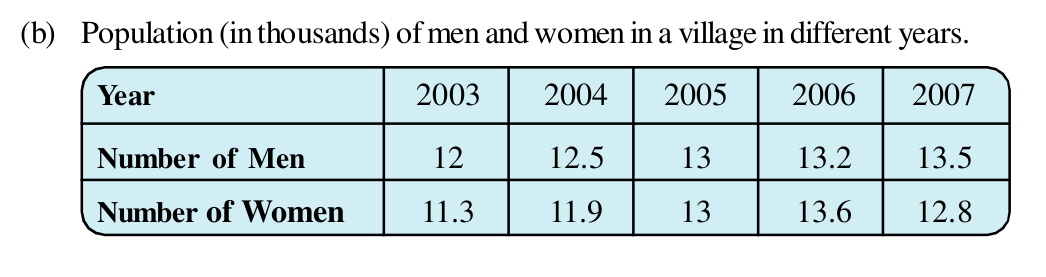 (b) Population (in thousands) of men and women in a village in different years.
Year 2003 2004 2005 2006 2007
Number of Men 12 12.5 13 13.2 13.5
Number of Women 11.3 11.9 13 13.6 12.8